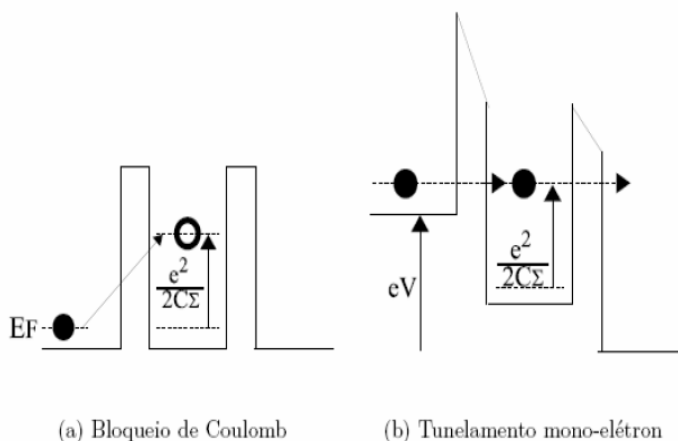 e²
2CΣ
EF
e²
2CΣ
eV
(a) Bloqueio de Coulomb
(b) Tunelamento mono-elétron